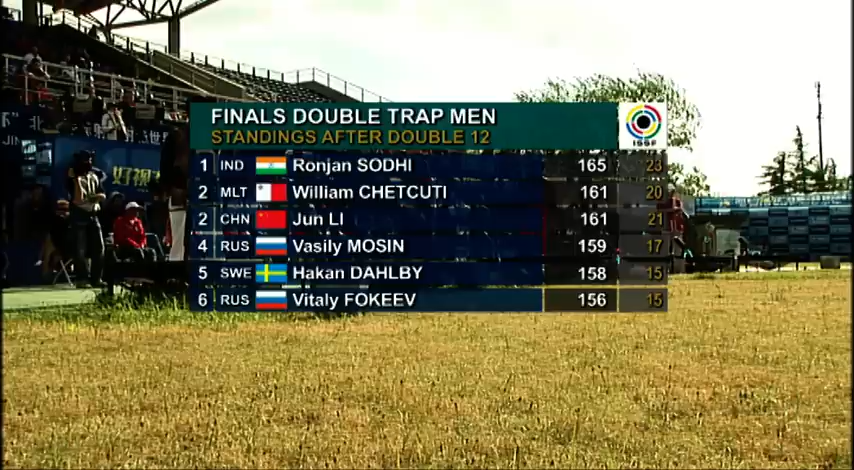 FINALS DOUBLE TRAP MEN
STANDINGS AFTER DOUBLE 12
ISSF
1 IND Ronjan SODHI 165 23
2 MLT William CHETCUTI 161 20
2 CHN Jun LI 161 21
4 RUS Vasily MOSIN 159 17
5 SWE Hakan DAHLBY 158 15
6 RUS Vitaly FOKEEV 156 15